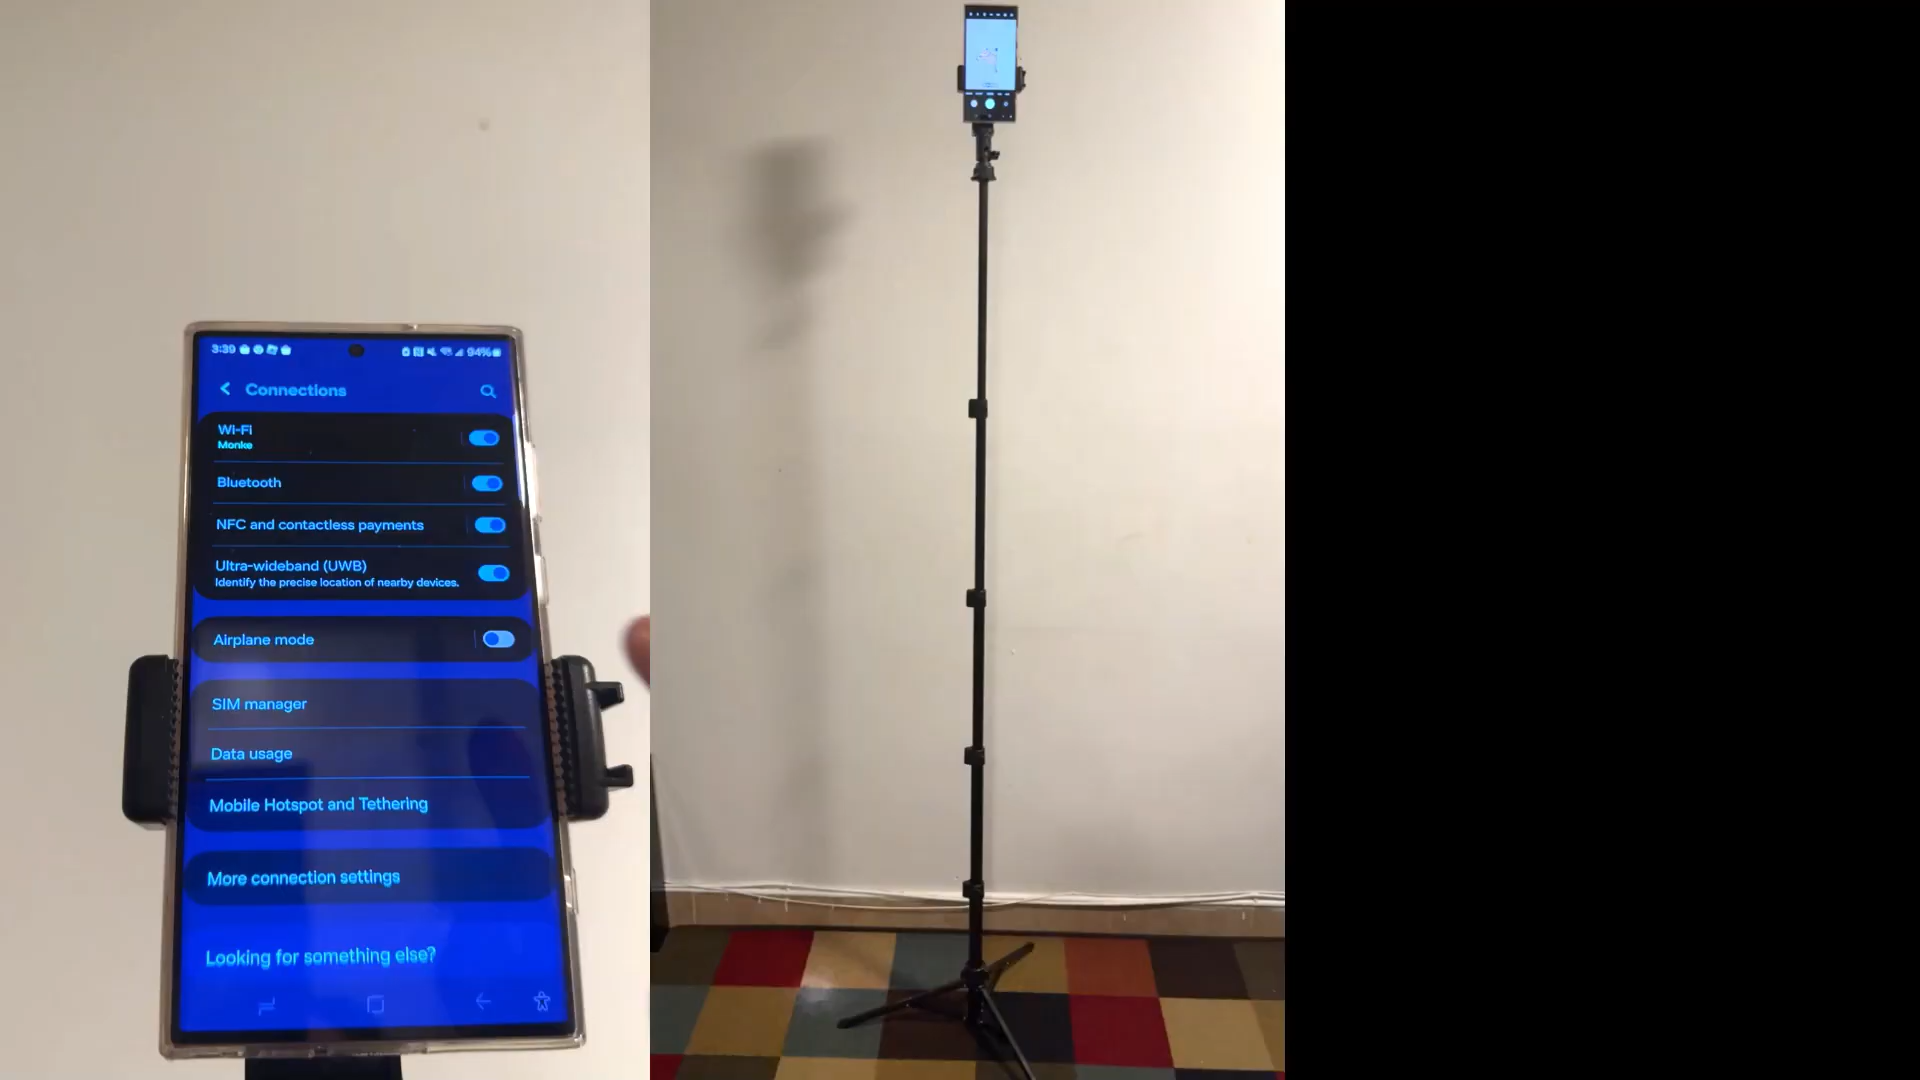 3:39 94%
Connections
Wi-Fi
Monke
Bluetooth
NFC and contactless payments
Ultra-wideband (UWB)
Identify the precise location of nearby devices.
Airplane mode
SIM manager
Data usage
Mobile Hotspot and Tethering
More connection settings
Looking for something else?